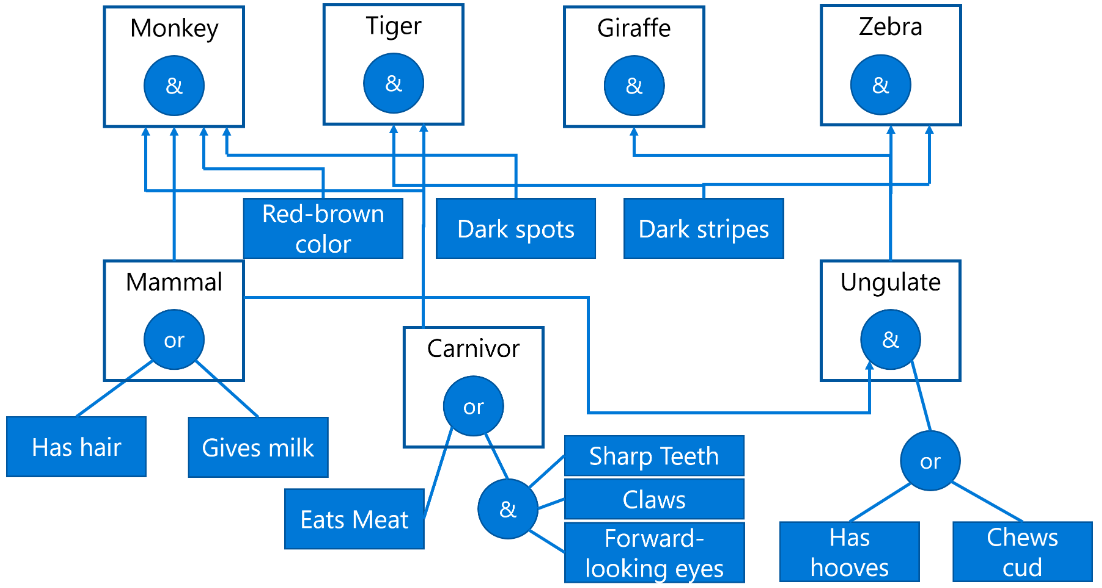 Monkey
&
Tiger
&
Giraffe
&
Zebra
&
Red-brown
color
Dark spots
Dark stripes
Mammal
or
Carnivor
or
Ungulate
&
Has hair
Gives milk
Eats Meat
&
Sharp Teeth
Claws
Forward-
looking eyes
or
Has
hooves
Chews
cud